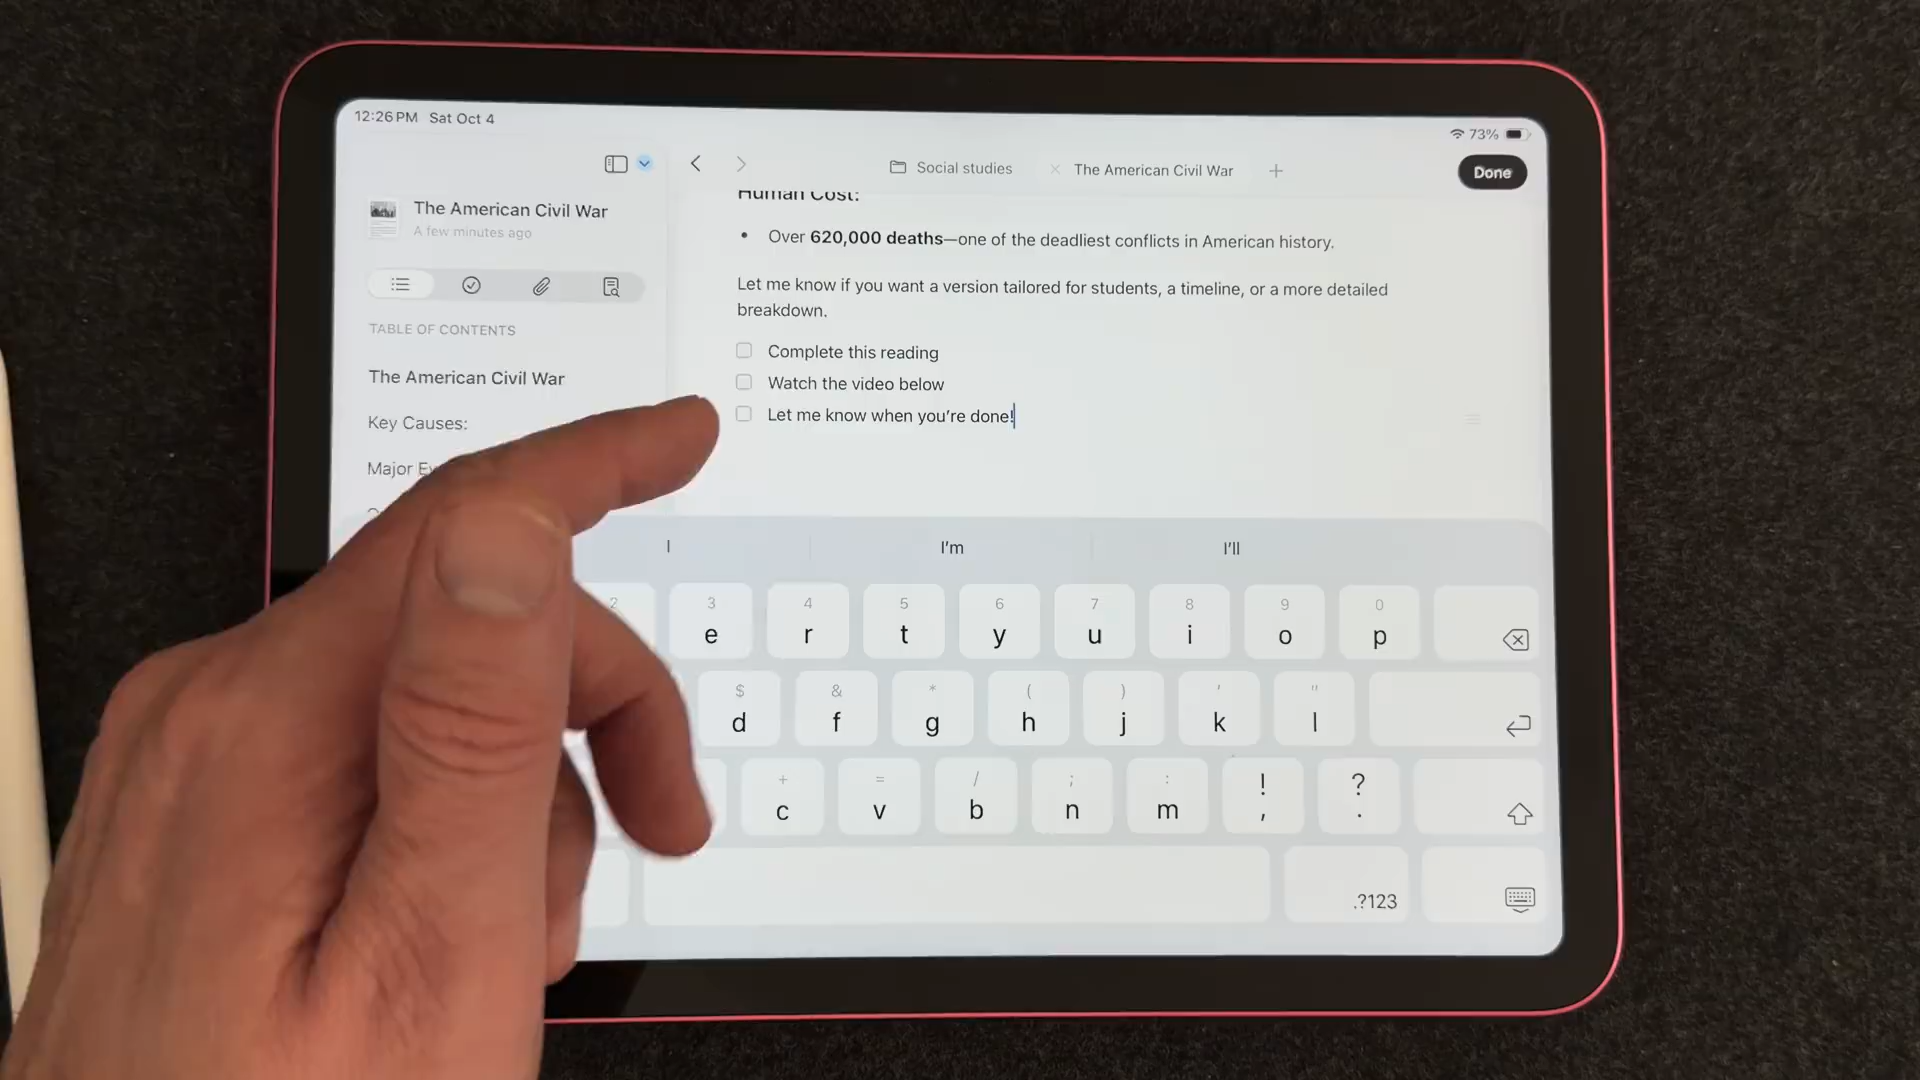 12:26 PM Sat Oct 4
73%
Social studies
The American Civil War
Done
The American Civil War
A few minutes ago
TABLE OF CONTENTS
The American Civil War
Key Causes:
Major
Human Cost:
• Over 620,000 deaths—one of the deadliest conflicts in American history.
Let me know if you want a version tailored for students, a timeline, or a more detailed
breakdown.
Complete this reading
Watch the video below
Let me know when you're done!
I I'm I'll
2 3 4 5 6 7 8 9 0
e r t y u i o p
$ & * ( ) ' "
d f g h j k l
+ = / ; : ! ?
c v b n m , .
.?123